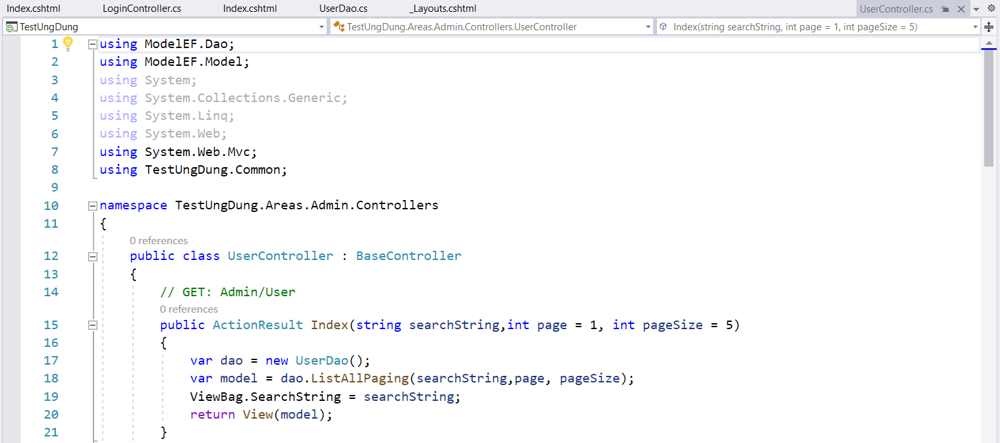 Index.cshtml LoginController.cs Index.cshtml UserDao.cs _Layouts.cshtml UserController.cs
TestUngDung TestUngDung.Areas.Admin.Controllers.UserController Index(string searchString, int page = 1, int pageSize = 5)
1 using ModelEF.Dao;
2 using ModelEF.Model;
3 using System;
4 using System.Collections.Generic;
5 using System.Linq;
6 using System.Web;
7 using System.Web.Mvc;
8 using TestUngDung.Common;
9
10 namespace TestUngDung.Areas.Admin.Controllers
11 {
0 references
12 public class UserController : BaseController
13 {
14 // GET: Admin/User
0 references
15 public ActionResult Index(string searchString,int page = 1, int pageSize = 5)
16 {
17 var dao = new UserDao();
18 var model = dao.ListAllPaging(searchString,page, pageSize);
19 ViewBag.SearchString = searchString;
20 return View(model);
21 }